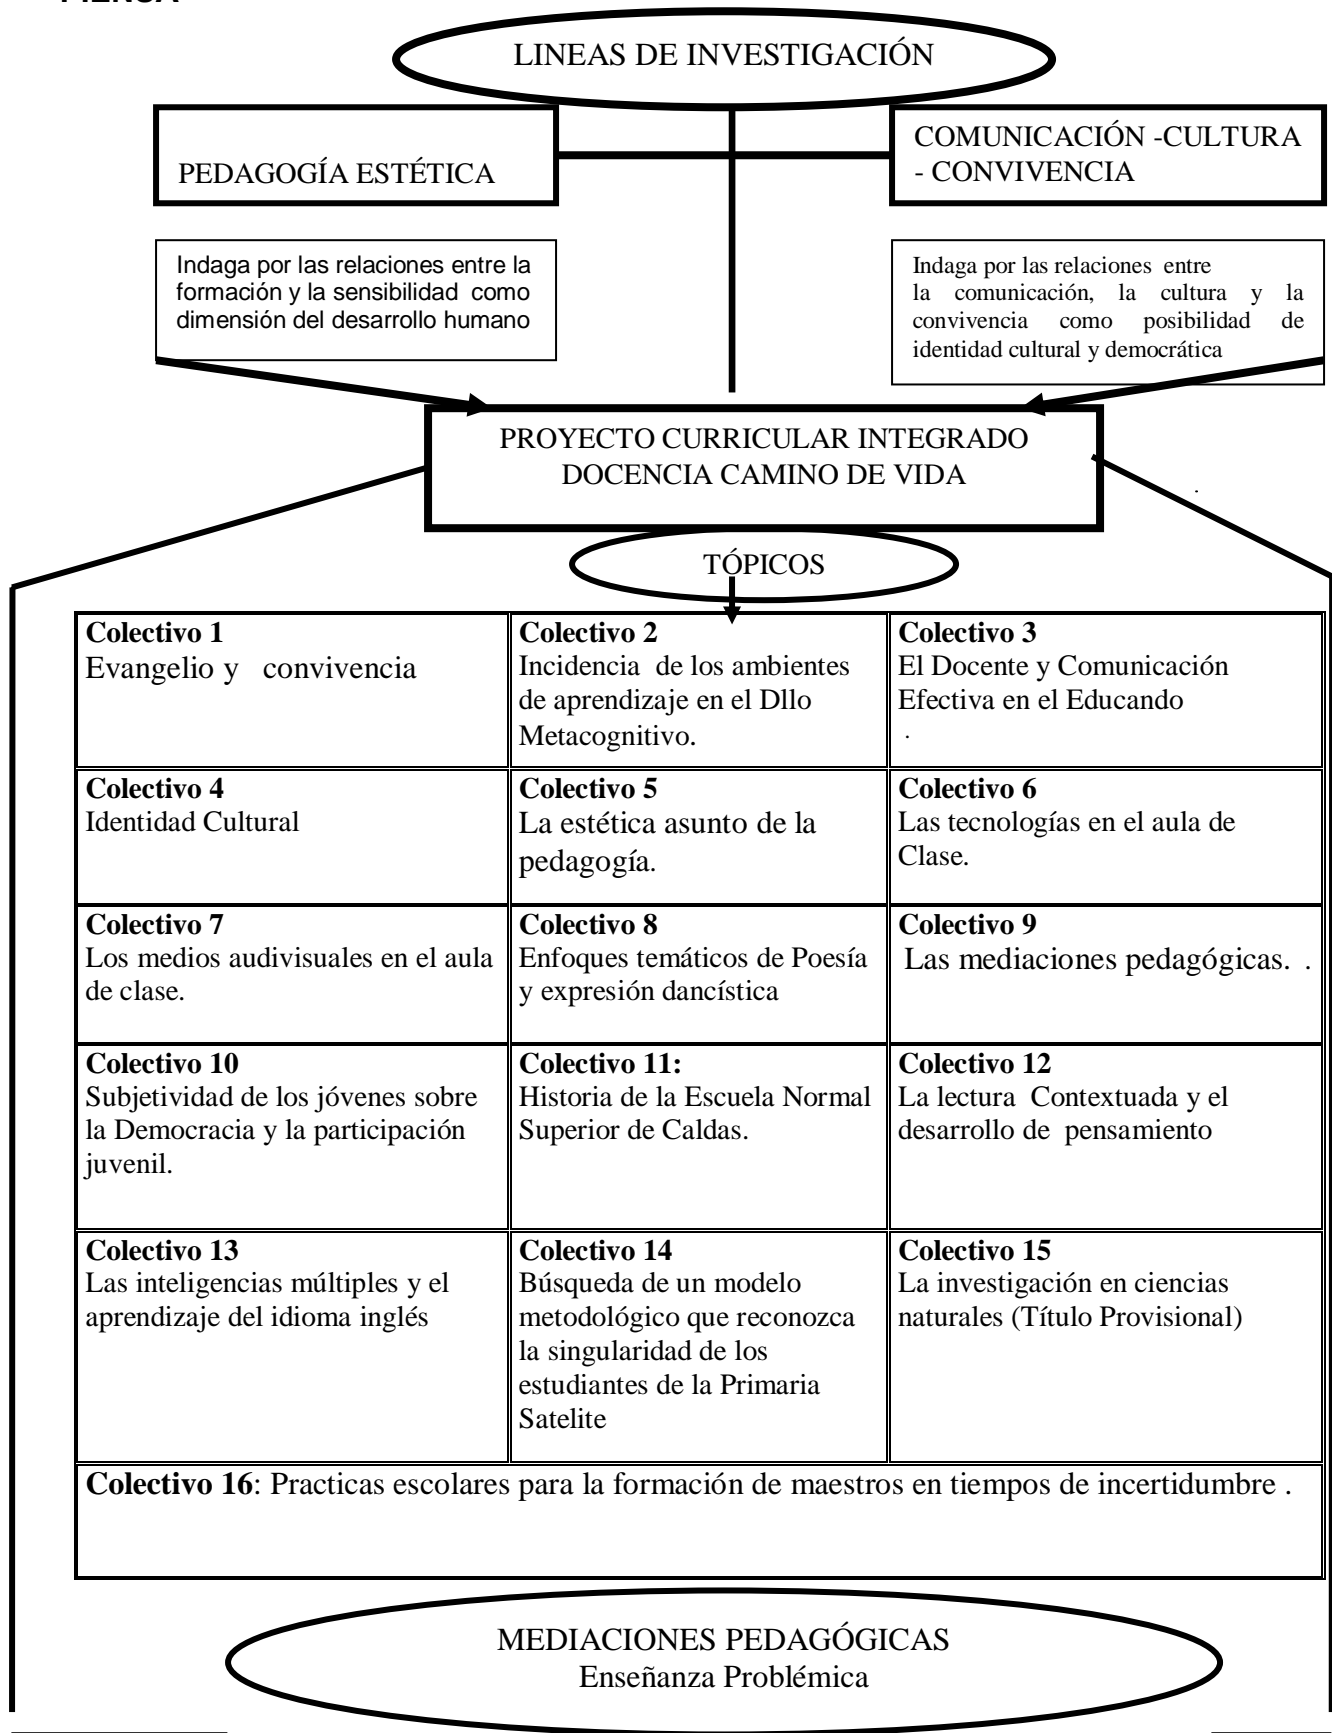 LINEAS DE INVESTIGACIÓN
PEDAGOGÍA ESTÉTICA
COMUNICACIÓN -CULTURA
- CONVIVENCIA
Indaga por las relaciones entre la
formación y la sensibilidad como
dimensión del desarrollo humano
Indaga por las relaciones entre
la comunicación, la cultura y la
convivencia como posibilidad de
identidad cultural y democrática
PROYECTO CURRICULAR INTEGRADO
DOCENCIA CAMINO DE VIDA
.
TÓPICOS
Colectivo 1
Evangelio y convivencia
Colectivo 2
Incidencia de los ambientes
de aprendizaje en el Dllo
Metacognitivo.
Colectivo 3
El Docente y Comunicación
Efectiva en el Educando
.
Colectivo 4
Identidad Cultural
Colectivo 5
La estética asunto de la
pedagogía.
Colectivo 6
Las tecnologías en el aula de
Clase.
Colectivo 7
Los medios audivisuales en el aula
de clase.
Colectivo 8
Enfoques temáticos de Poesía
y expresión dancística
Colectivo 9
Las mediaciones pedagógicas. .
Colectivo 10
Subjetividad de los jóvenes sobre
la Democracia y la participación
juvenil.
Colectivo 11:
Historia de la Escuela Normal
Superior de Caldas.
Colectivo 12
La lectura Contextuada y el
desarrollo de pensamiento
Colectivo 13
Las inteligencias múltiples y el
aprendizaje del idioma inglés
Colectivo 14
Búsqueda de un modelo
metodológico que reconozca
la singularidad de los
estudiantes de la Primaria
Satelite
Colectivo 15
La investigación en ciencias
naturales (Título Provisional)
Colectivo 16: Practicas escolares para la formación de maestros en tiempos de incertidumbre .
MEDIACIONES PEDAGÓGICAS
Enseñanza Problémica